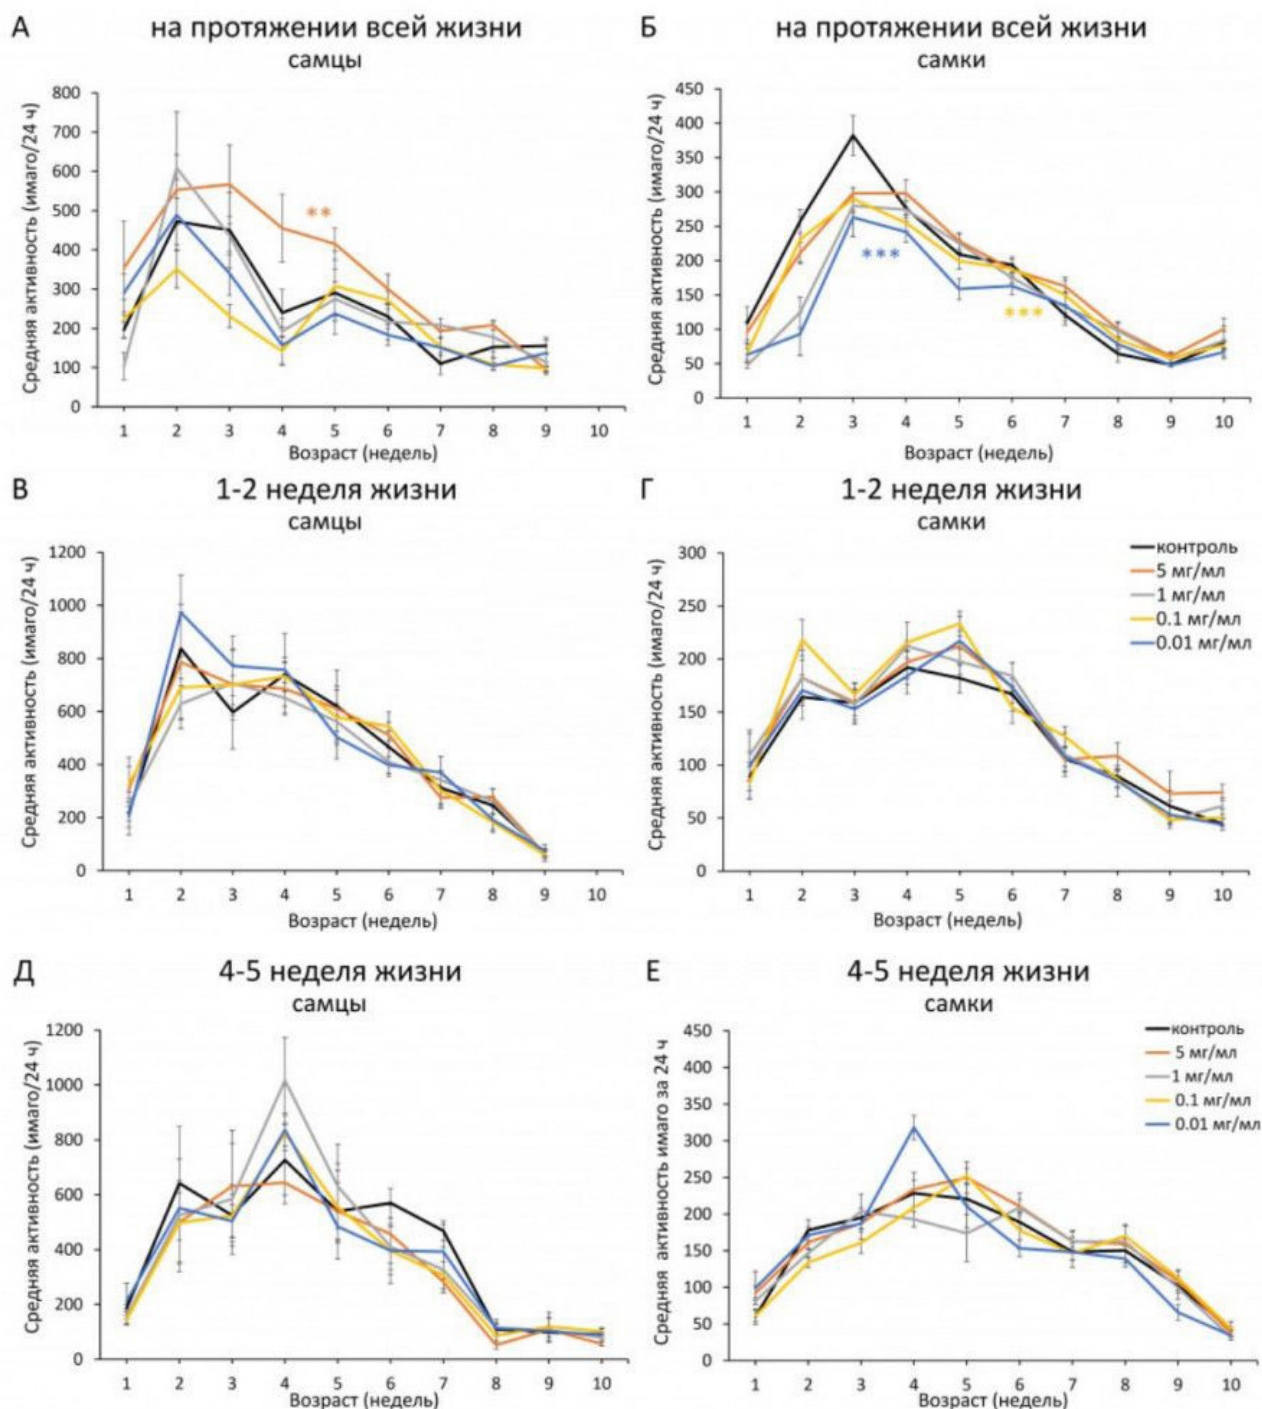 А
на протяжении всей жизни
самцы
Средняя активность (имаго/24 ч)
800
700
600
500
400
300
200
100
0
**
1 2 3 4 5 6 7 8 9 10
Возраст (недель)
Б
на протяжении всей жизни
самки
Средняя активность (имаго/24 ч)
450
400
350
300
250
200
150
100
50
0
***
***
1 2 3 4 5 6 7 8 9 10
Возраст (недель)
В
1-2 неделя жизни
самцы
Средняя активность (имаго/24 ч)
1200
1000
800
600
400
200
0
1 2 3 4 5 6 7 8 9 10
Возраст (недель)
Г
1-2 неделя жизни
самки
Средняя активность (имаго/24 ч)
300
250
200
150
100
50
0
контроль
5 мг/мл
1 мг/мл
0.1 мг/мл
0.01 мг/мл
1 2 3 4 5 6 7 8 9 10
Возраст (недель)
Д
4-5 неделя жизни
самцы
Средняя активность (имаго/24 ч)
1200
1000
800
600
400
200
0
1 2 3 4 5 6 7 8 9 10
Возраст (недель)
Е
4-5 неделя жизни
самки
Средняя активность имаго за 24 ч
450
400
350
300
250
200
150
100
50
0
контроль
5 мг/мл
1 мг/мл
0.1 мг/мл
0.01 мг/мл
1 2 3 4 5 6 7 8 9 10
Возраст (недель)